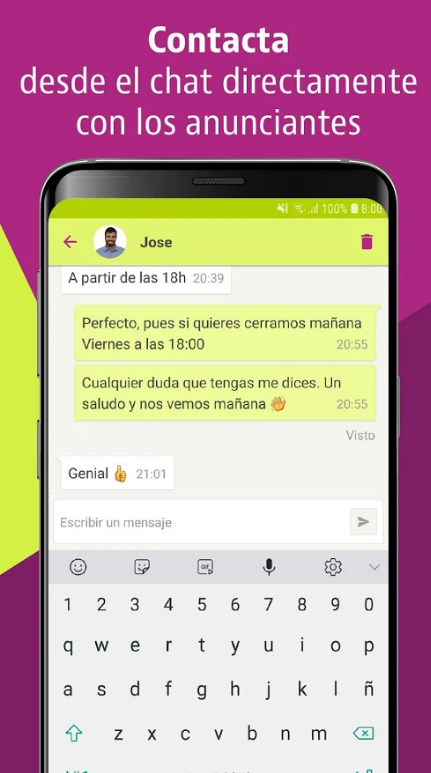 Contacta
desde el chat directamente
con los anunciantes
100% 8:00
Jose
A partir de las 18h 20:39
Perfecto, pues si quieres cerramos mañana
Viernes a las 18:00 20:55
Cualquier duda que tengas me dices. Un
saludo y nos vemos mañana 👋 20:55
Visto
Genial 👍 21:01
Escribir un mensaje
GIF
1 2 3 4 5 6 7 8 9 0
q w e r t y u i o p
a s d f g h j k l ñ
z x c v b n m